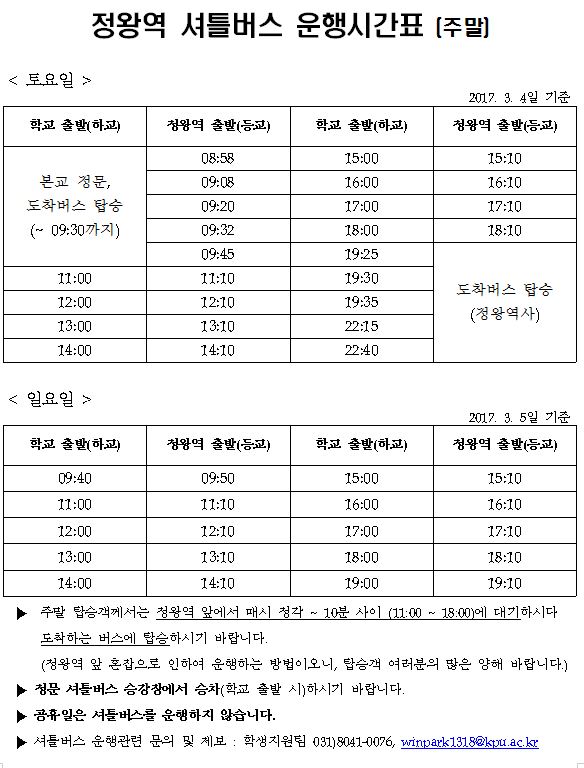 정왕역 셔틀버스 운행시간표 (주말)
< 토요일 >
2017. 3. 4일 기준
학교 출발(하교) 정왕역 출발(등교) 학교 출발(하교) 정왕역 출발(등교)
본교 정문,
도착버스 탑승
(~ 09:30까지)
08:58 15:00 15:10
09:08 16:00 16:10
09:20 17:00 17:10
09:32 18:00 18:10
09:45 19:25
도착버스 탑승
(정왕역사)
11:00 11:10 19:30
12:00 12:10 19:35
13:00 13:10 22:15
14:00 14:10 22:40
< 일요일 >
2017. 3. 5일 기준
학교 출발(하교) 정왕역 출발(등교) 학교 출발(하교) 정왕역 출발(등교)
09:40 09:50 15:00 15:10
11:00 11:10 16:00 16:10
12:00 12:10 17:00 17:10
13:00 13:10 18:00 18:10
14:00 14:10 19:00 19:10
▶ 주말 탑승객께서는 정왕역 앞에서 매시 정각 ~ 10분 사이 (11:00 ~ 18:00)에 대기하시다
도착하는 버스에 탑승하시기 바랍니다.
(정왕역 앞 혼잡으로 인하여 운행하는 방법이오니, 탑승객 여러분의 많은 양해 바랍니다.)
▶ 정문 셔틀버스 승강장에서 승차(학교 출발 시)하시기 바랍니다.
▶ 공휴일은 셔틀버스를 운행하지 않습니다.
▶ 셔틀버스 운행관련 문의 및 제보 : 학생지원팀 031)8041-0076, winpark1318@kpu.ac.kr